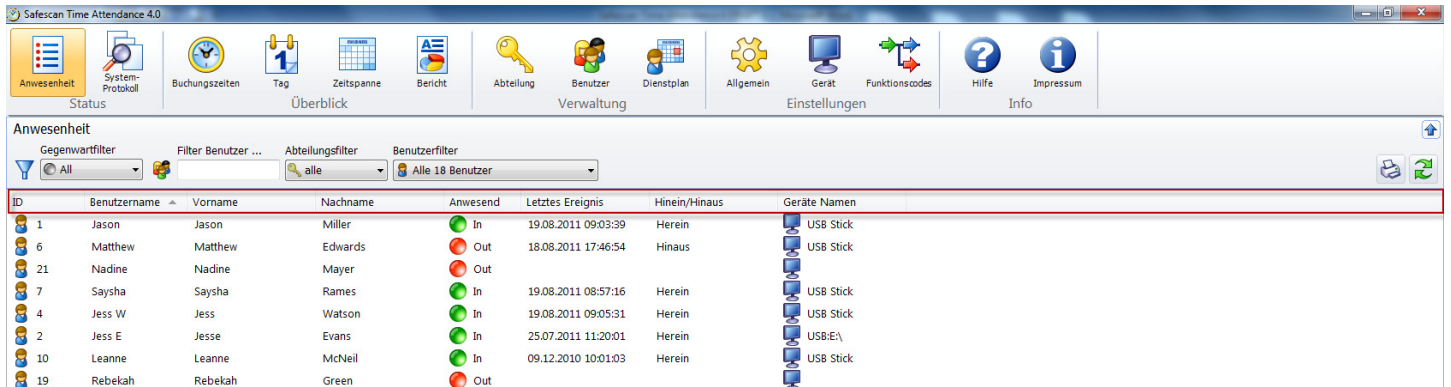 Safescan Time Attendance 4.0
Anwesenheit System-Protokoll Buchungszeiten Tag Zeitspanne Bericht Abteilung Benutzer Dienstplan Allgemein Gerät Funktionscodes Hilfe Impressum
Status Überblick Verwaltung Einstellungen Info
Anwesenheit
Gegenwartfilter Filter Benutzer ... Abteilungsfilter Benutzerfilter
All alle Alle 18 Benutzer
ID Benutzername Vorname Nachname Anwesend Letztes Ereignis Hinein/Hinaus Geräte Namen
1 Jason Jason Miller In 19.08.2011 09:03:39 Herein USB Stick
6 Matthew Matthew Edwards Out 18.08.2011 17:46:54 Hinaus USB Stick
21 Nadine Nadine Mayer Out
7 Saysha Saysha Rames In 19.08.2011 08:57:16 Herein USB Stick
4 Jess W Jess Watson In 19.08.2011 09:05:31 Herein USB Stick
2 Jess E Jesse Evans In 25.07.2011 11:20:01 Herein USB:E:\
10 Leanne Leanne McNeil In 09.12.2010 10:01:03 Herein USB Stick
19 Rebekah Rebekah Green Out